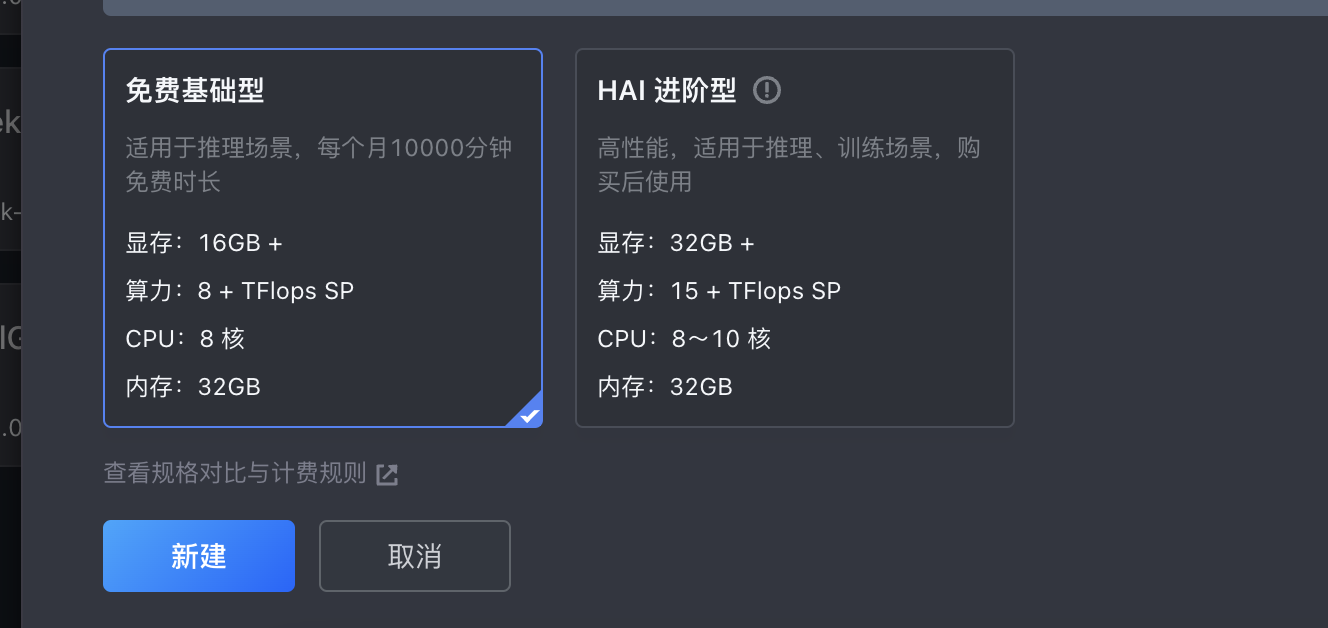 免费基础型
适用于推理场景，每个月10000分钟
免费时长
显存：16GB +
算力：8 + TFlops SP
CPU：8 核
内存：32GB
HAI 进阶型
高性能，适用于推理、训练场景，购
买后使用
显存：32GB +
算力：15 + TFlops SP
CPU：8～10 核
内存：32GB
查看规格对比与计费规则
新建
取消